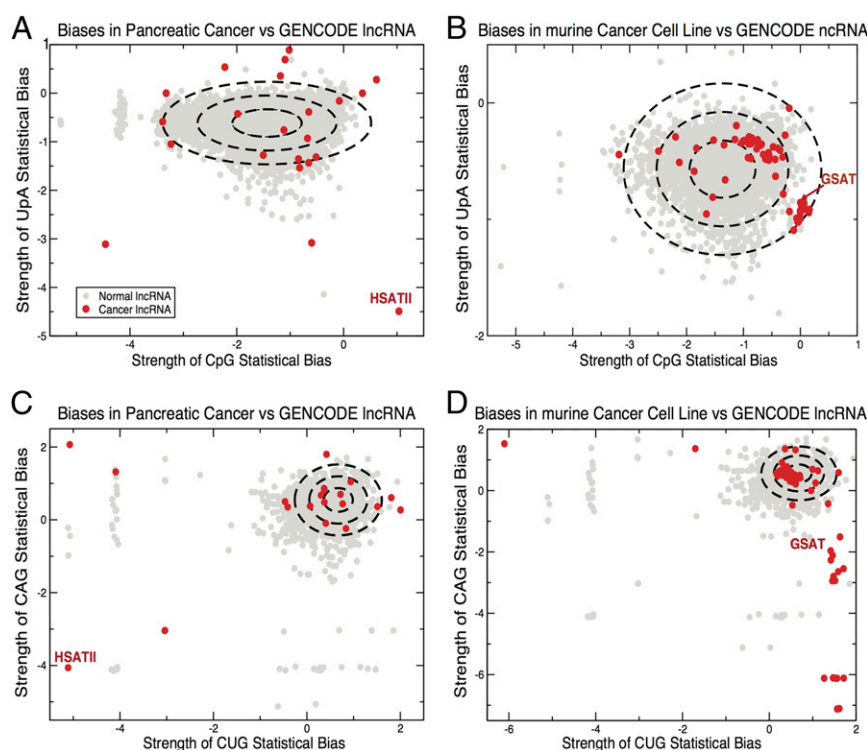 A
Biases in Pancreatic Cancer vs GENCODE lncRNA
Strength of UpA Statistical Bias
1
0
-1
-2
-3
-4
-5
Normal lncRNA
Cancer lncRNA
HSATII
-4
-2
0
Strength of CpG Statistical Bias
B
Biases in murine Cancer Cell Line vs GENCODE ncRNA
Strength of UpA Statistical Bias
0
-2
GSAT
-5
-4
-3
-2
-1
0
1
Strength of CpG Statistical Bias
C
Biases in Pancreatic Cancer vs GENCODE lncRNA
Strength of CAG Statistical Bias
2
0
-2
-4
HSATII
-4
-2
0
2
Strength of CUG Statistical Bias
D
Biases in murine Cancer Cell Line vs GENCODE lncRNA
Strength of CAG Statistical Bias
2
0
-2
-4
-6
GSAT
-6
-4
-2
0
2
Strength of CUG Statistical Bias